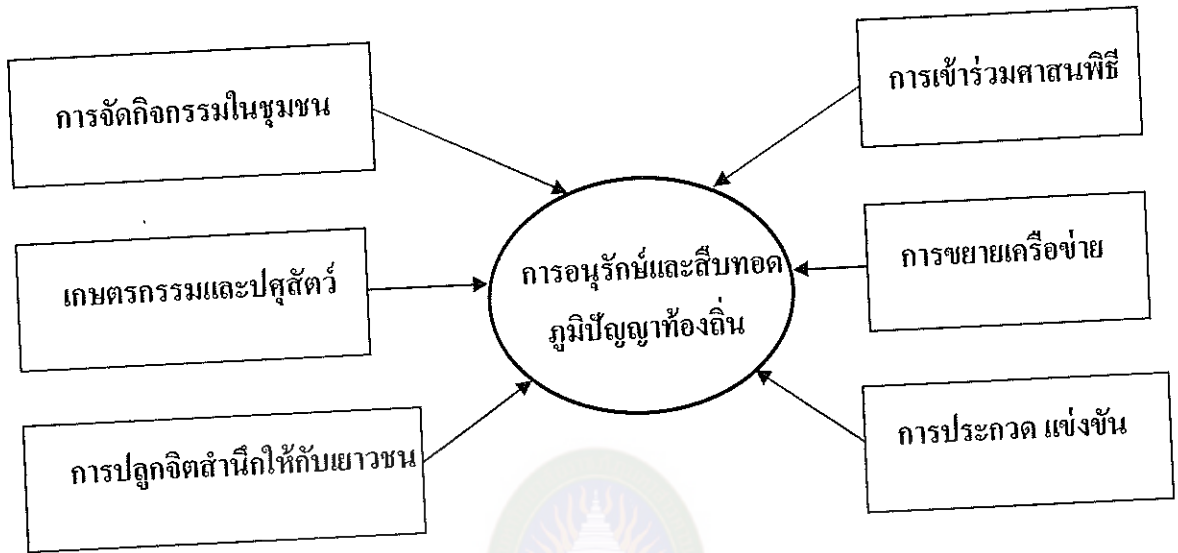 การจัดกิจกรรมในชุมชน
เกษตรกรรมและปศุสัตว์
การปลูกจิตสำนึกให้กับเยาวชน
การอนุรักษ์และสืบทอด
ภูมิปัญญาท้องถิ่น
การเข้าร่วมศาสนพิธี
การขยายเครือข่าย
การประกวด แข่งขัน